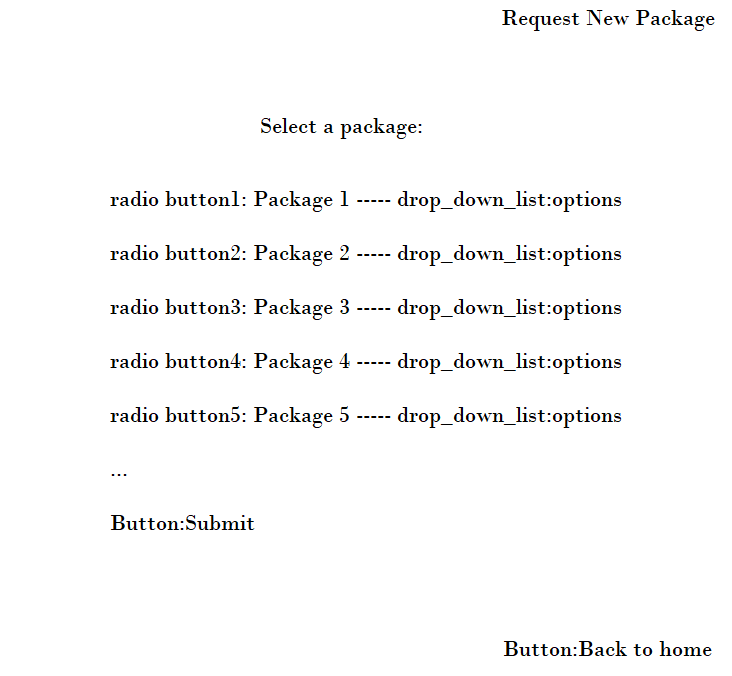 Request New Package
Select a package:
radio button1: Package 1 ----- drop_down_list:options
radio button2: Package 2 ----- drop_down_list:options
radio button3: Package 3 ----- drop_down_list:options
radio button4: Package 4 ----- drop_down_list:options
radio button5: Package 5 ----- drop_down_list:options
...
Button:Submit
Button:Back to home